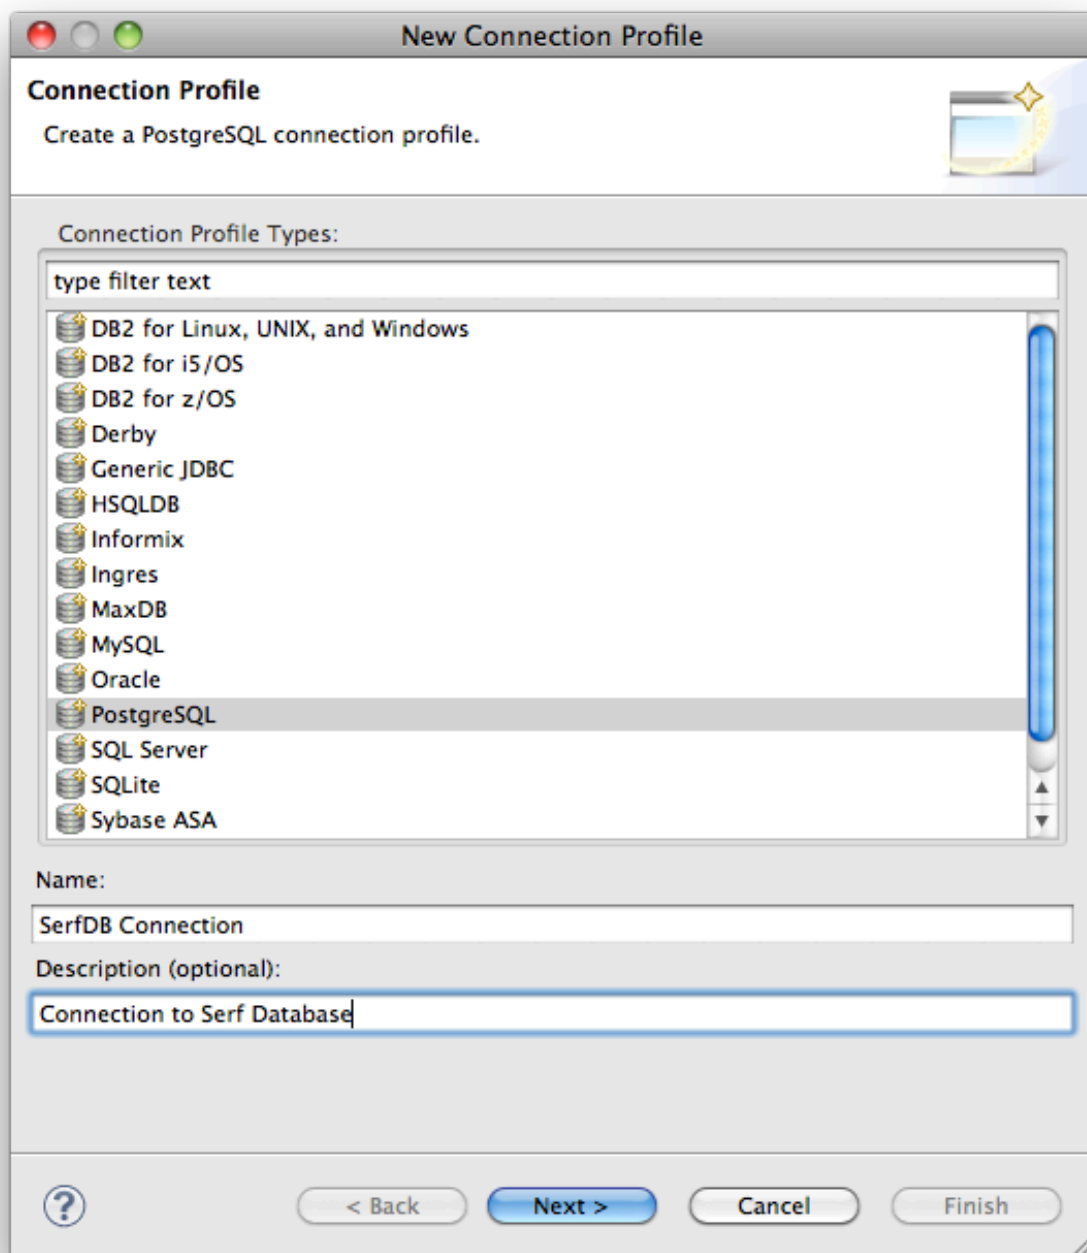 New Connection Profile
Connection Profile
Create a PostgreSQL connection profile.
Connection Profile Types:
type filter text
DB2 for Linux, UNIX, and Windows
DB2 for i5/OS
DB2 for z/OS
Derby
Generic JDBC
HSQLDB
Informix
Ingres
MaxDB
MySQL
Oracle
PostgreSQL
SQL Server
SQLite
Sybase ASA
Name:
SerfDB Connection
Description (optional):
Connection to Serf Database
? < Back Next > Cancel Finish